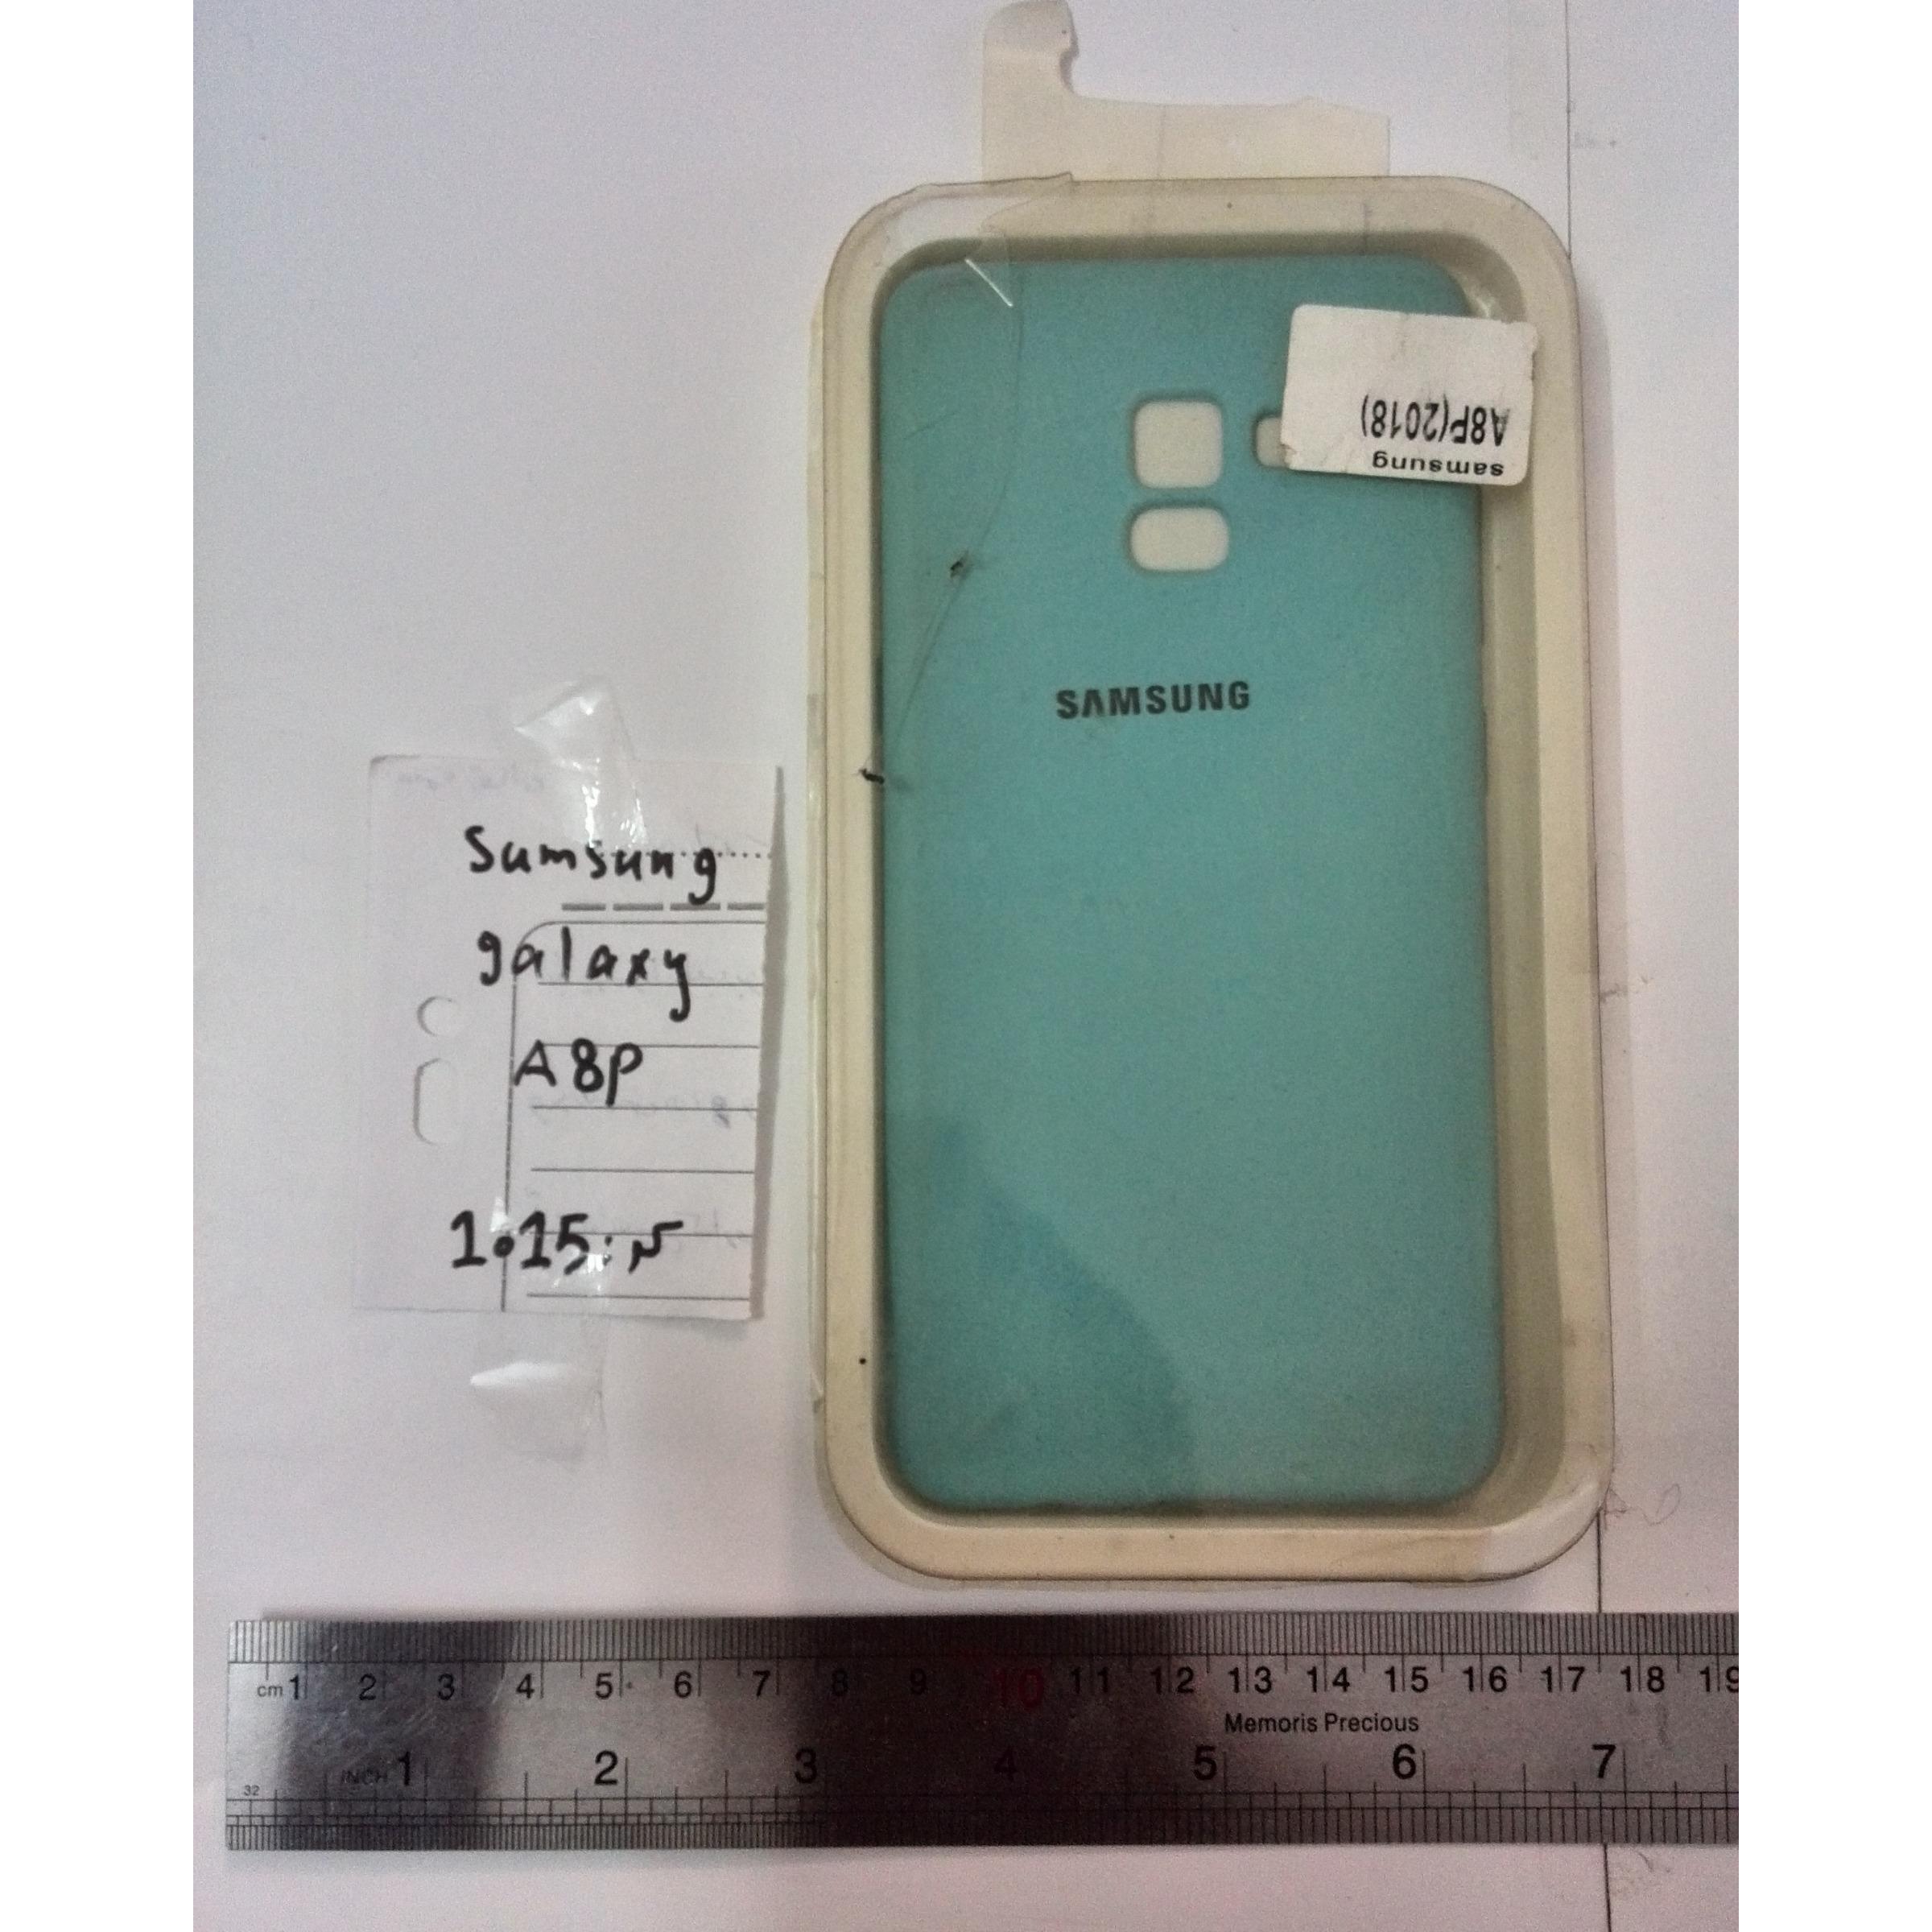 samsung
A8P(2018)
SAMSUNG
Samsung
galaxy
A8P
1:15:
cm 1 2 3 4 5 6 7 8 9 10 11 12 13 14 15 16 17 18 19
Memoris Precious
INCH 1 2 3 4 5 6 7
32